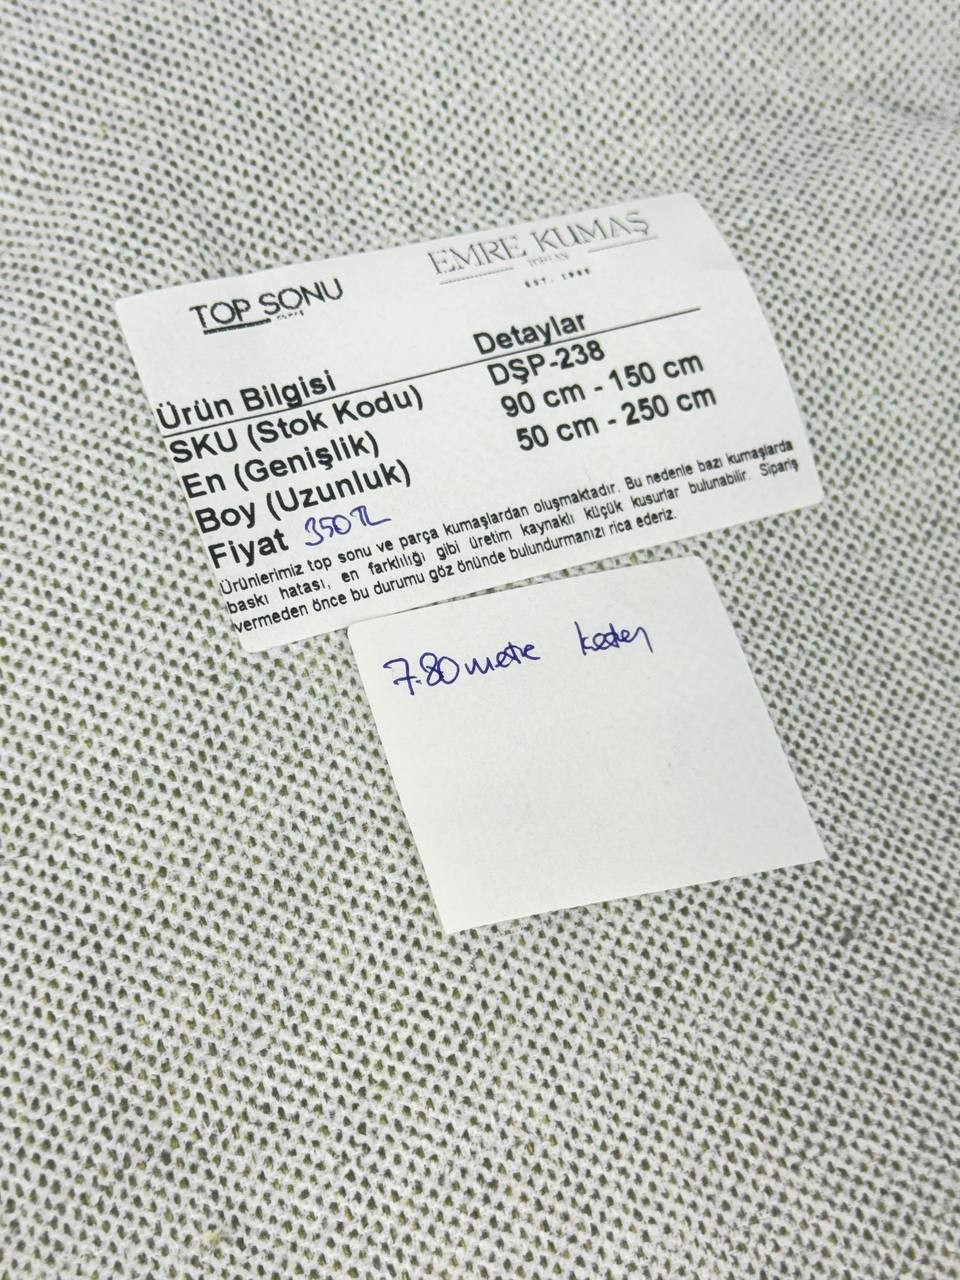 TOP SONU
EMRE KUMAŞ
EST. 1966
Ürün Bilgisi Detaylar
SKU (Stok Kodu) DŞP-238
En (Genişlik) 90 cm - 150 cm
Boy (Uzunluk) 50 cm - 250 cm
Fiyat 350 TL
Ürünlerimiz top sonu ve parça kumaşlardan oluşmaktadır. Bu nedenle bazı kumaşlarda
baskı hatası, en farklılığı gibi üretim kaynaklı küçük kusurlar bulunabilir. Sipariş
vermeden önce bu durumu göz önünde bulundurmanızı rica ederiz.
7.80 metre keten